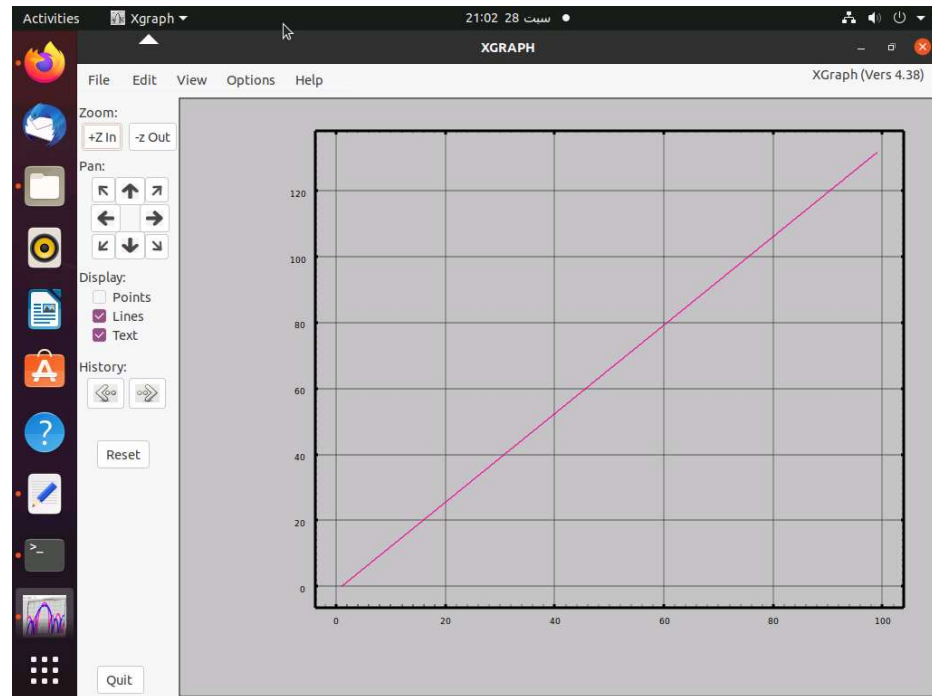 Activities Xgraph 21:02 28 سبت
XGRAPH
XGraph (Vers 4.38)
File Edit View Options Help
Zoom:
+Z In -z Out
Pan:
Display:
Points
Lines
Text
History:
Reset
Quit
120
100
80
60
40
20
0
0 20 40 60 80 100